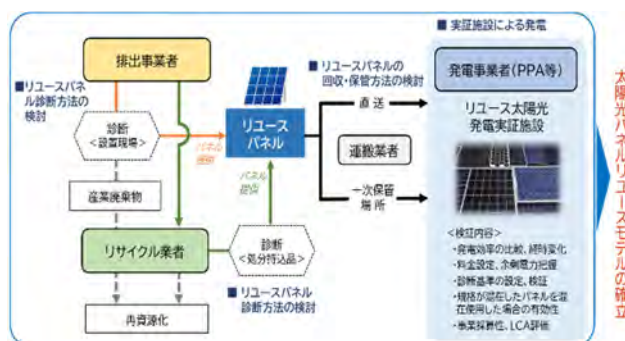 排出事業者
■リユースパネ
ル診断方法の
検討
診断
<設置現場>
産業廃棄物
リサイクル業者
再資源化
パネル
提供
リユース
パネル
パネル
提供
診断
<処分持込品>
■リユースパネル
診断方法の検討
■リユースパネルの
回収・保管方法の検討
直送
運搬業者
一次保管
場所
■実証施設による発電
発電事業者(PPA等)
リユース太陽光
発電実証施設
<検証内容>
・発電効率の比較、経時変化
・料金設定、余剰電力把握
・診断基準の設定、検証
・規格が混在したパネルを混
在使用した場合の有効性
・事業採算性、LCA評価
太陽光パネルリユースモデルの確立